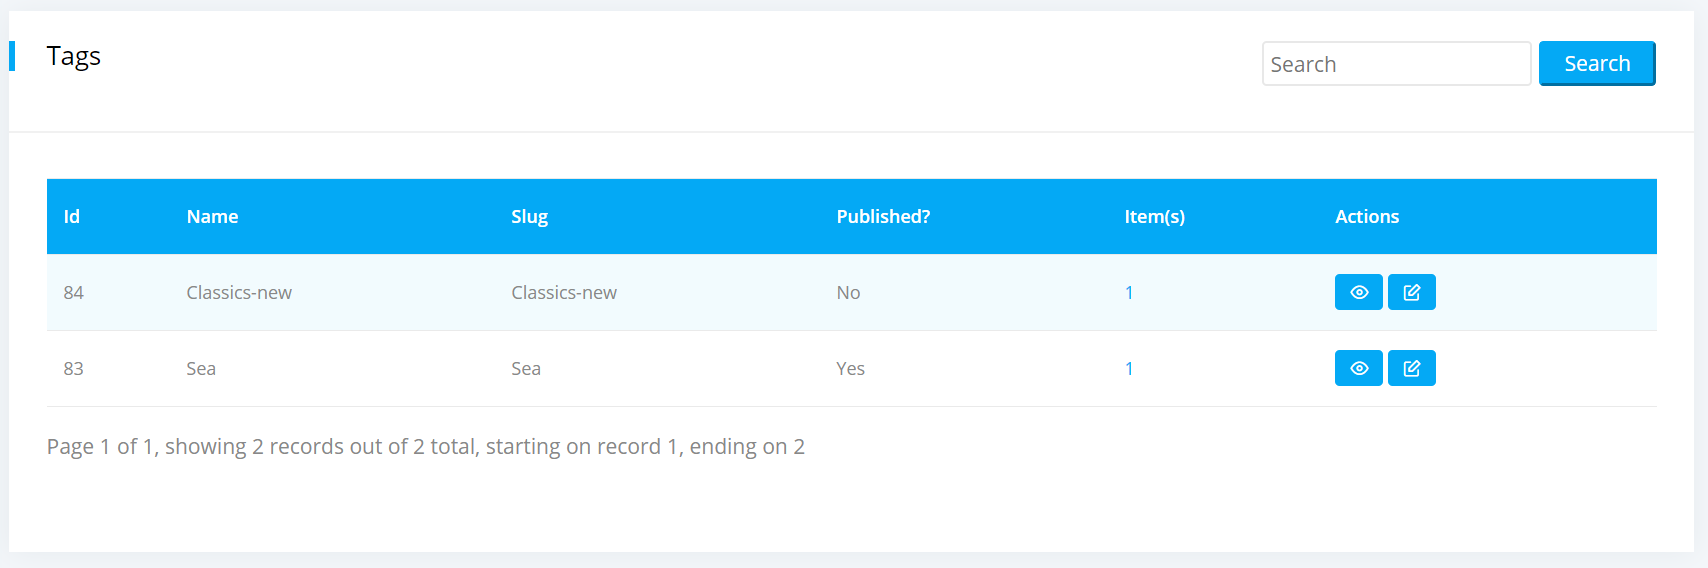 Tags
Search Search
Id Name Slug Published? Item(s) Actions
84 Classics-new Classics-new No 1
83 Sea Sea Yes 1
Page 1 of 1, showing 2 records out of 2 total, starting on record 1, ending on 2